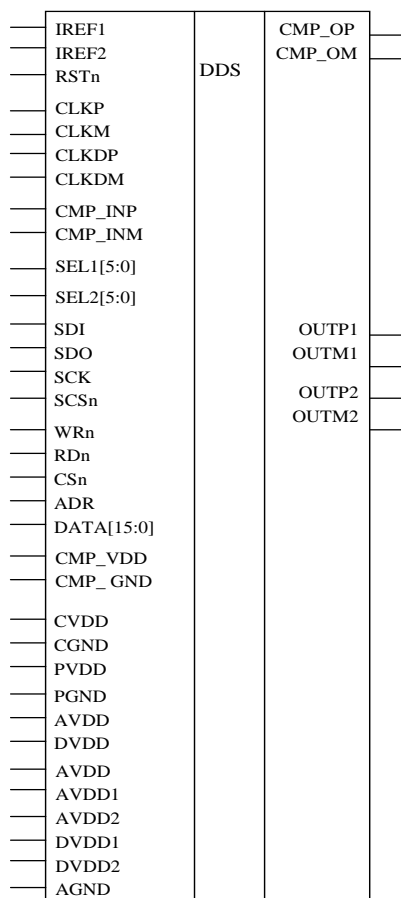 IREF1
IREF2
RSTn
CLKP
CLKM
CLKDP
CLKDM
CMP_INP
CMP_INM
SEL1[5:0]
SEL2[5:0]
SDI
SDO
SCK
SCSn
WRn
RDn
CSn
ADR
DATA[15:0]
CMP_VDD
CMP_ GND
CVDD
CGND
PVDD
PGND
AVDD
DVDD
AVDD
AVDD1
AVDD2
DVDD1
DVDD2
AGND
DDS
CMP_OP
CMP_OM
OUTP1
OUTM1
OUTP2
OUTM2